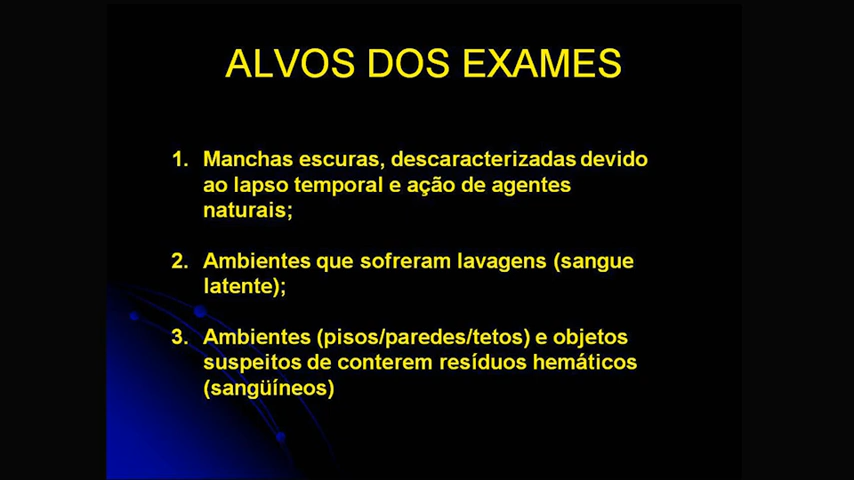 ALVOS DOS EXAMES
1. Manchas escuras, descaracterizadas devido
ao lapso temporal e ação de agentes
naturais;
2. Ambientes que sofreram lavagens (sangue
latente);
3. Ambientes (pisos/paredes/tetos) e objetos
suspeitos de conterem resíduos hemáticos
(sangüíneos)